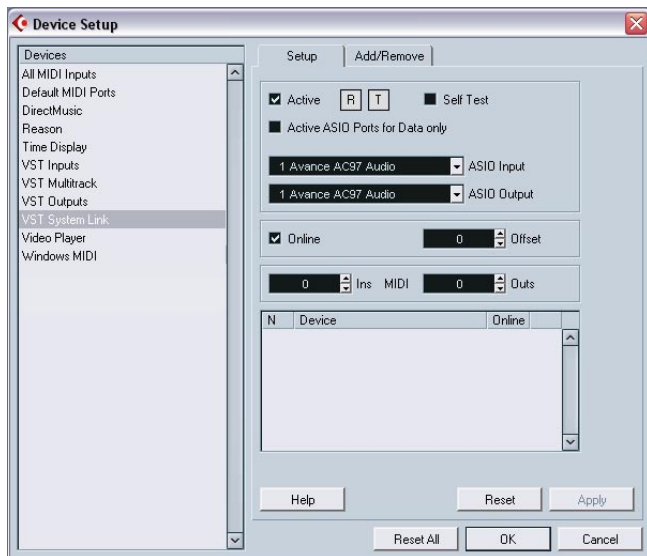 Device Setup
Devices
All MIDI Inputs
Default MIDI Ports
DirectMusic
Reason
Time Display
VST Inputs
VST Multitrack
VST Outputs
VST System Link
Video Player
Windows MIDI
Setup
Add/Remove
Active R T Self Test
Active ASIO Ports for Data only
1 Avance AC97 Audio ASIO Input
1 Avance AC97 Audio ASIO Output
Online 0 Offset
0 Ins MIDI 0 Outs
N Device Online
Help Reset Apply
Reset All OK Cancel